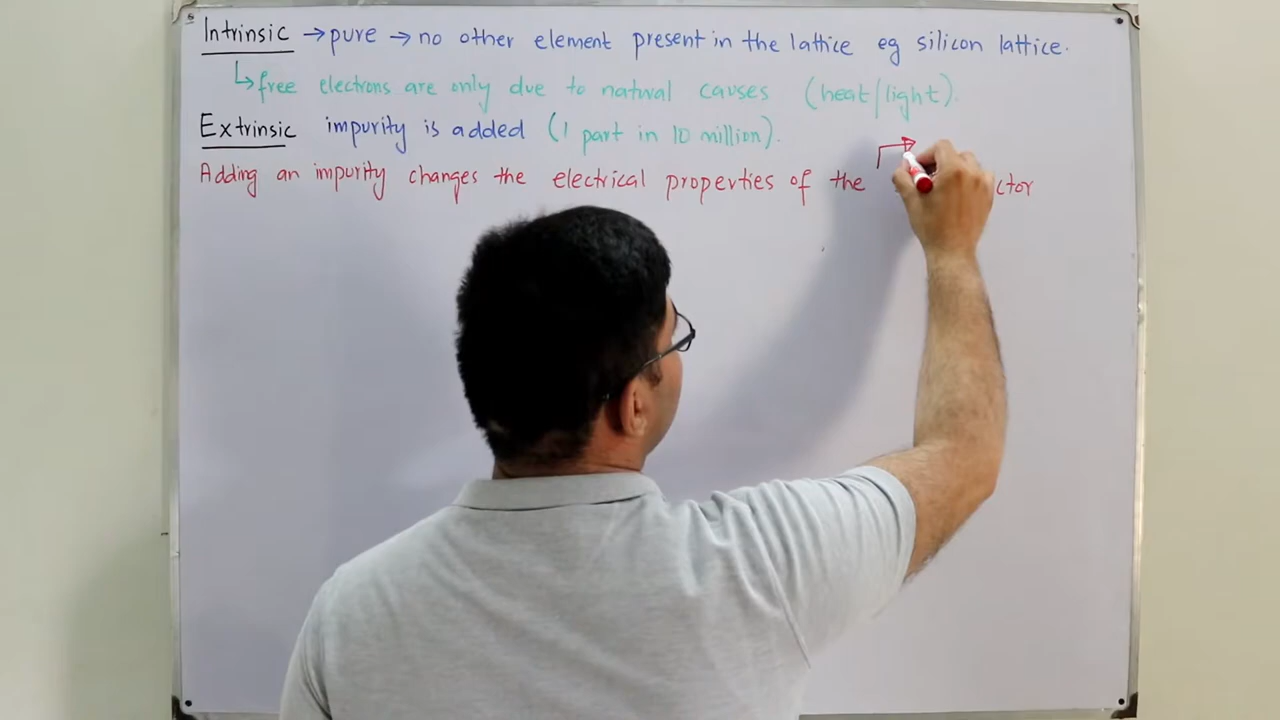 Intrinsic → pure → no other element present in the lattice eg silicon lattice.
↳ free electrons are only due to natural causes (heat/light).
Extrinsic impurity is added (1 part in 10 million).
Adding an impurity changes the electrical properties of the ctor